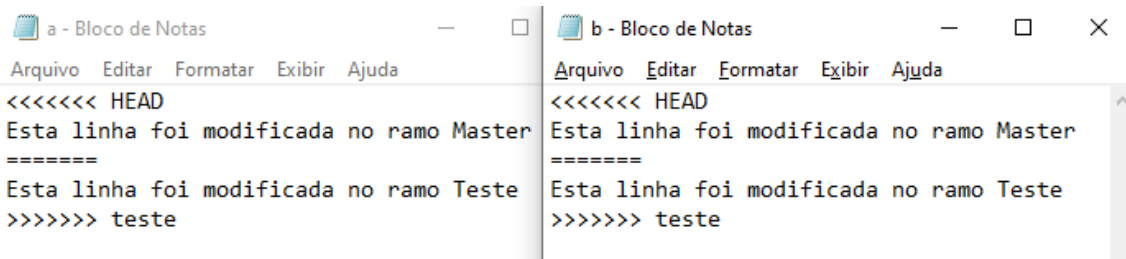 a - Bloco de Notas
Arquivo Editar Formatar Exibir Ajuda
<<<<<<< HEAD
Esta linha foi modificada no ramo Master
=======
Esta linha foi modificada no ramo Teste
>>>>>>> teste
b - Bloco de Notas
Arquivo Editar Formatar Exibir Ajuda
<<<<<<< HEAD
Esta linha foi modificada no ramo Master
=======
Esta linha foi modificada no ramo Teste
>>>>>>> teste